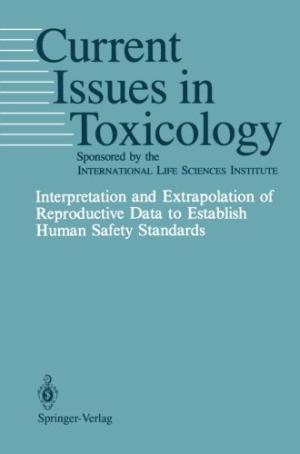 Current
Issues in
Toxicology
Sponsored by the
INTERNATIONAL LIFE SCIENCES INSTITUTE
Interpretation and Extrapolation of
Reproductive Data to Establish
Human Safety Standards
Springer-Verlag